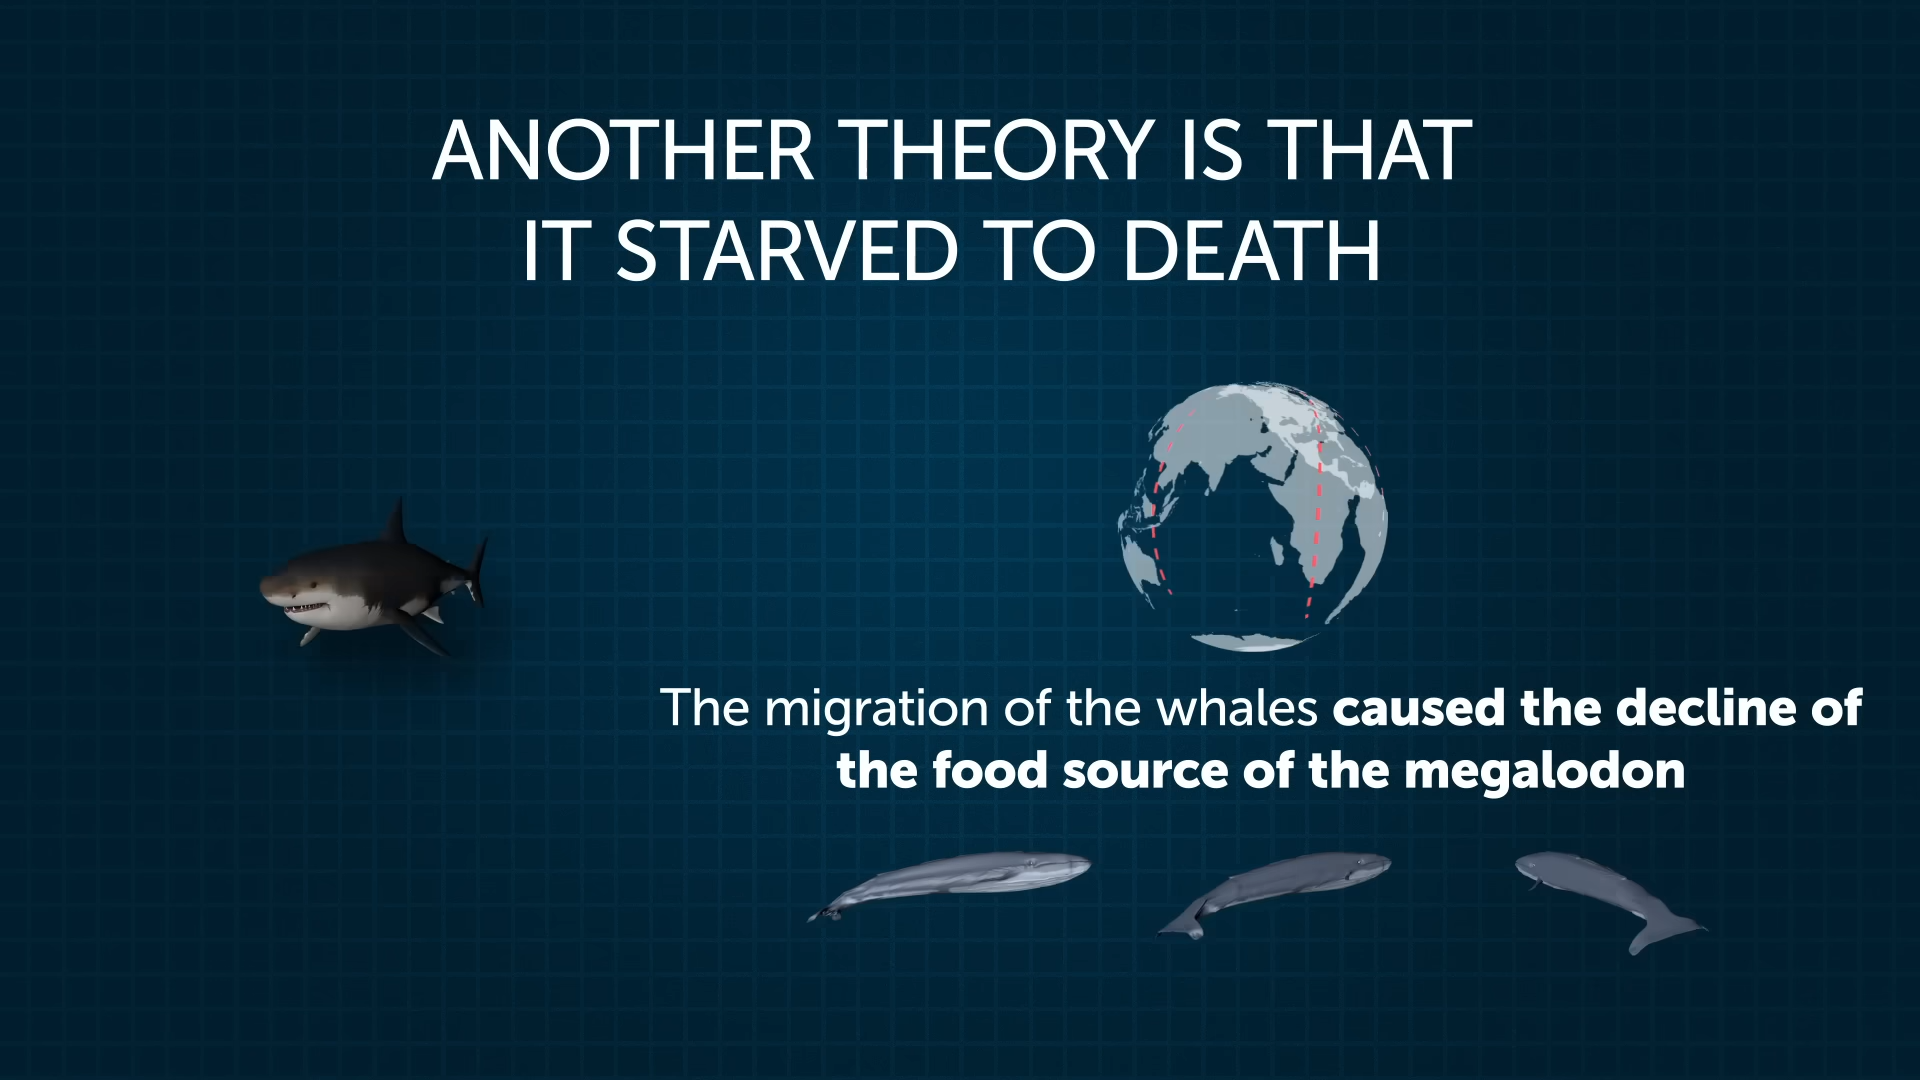 ANOTHER THEORY IS THAT
IT STARVED TO DEATH
The migration of the whales caused the decline of
the food source of the megalodon